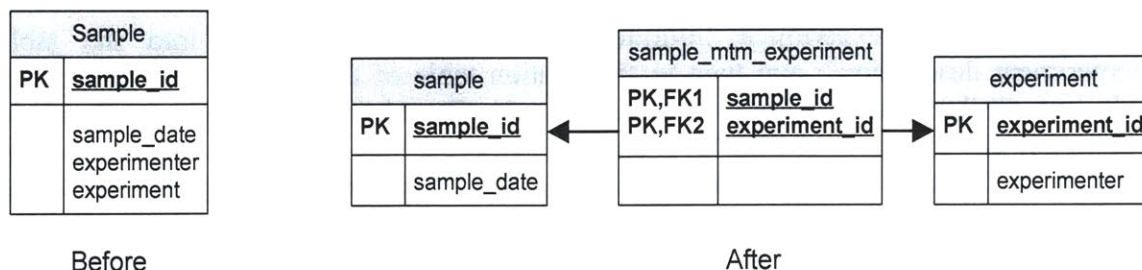 Sample
PK sample_id
sample_date
experimenter
experiment
Before
sample
PK sample_id
sample_date
sample_mtm_experiment
PK,FK1 sample_id
PK,FK2 experiment_id
experiment
PK experiment_id
experimenter
After